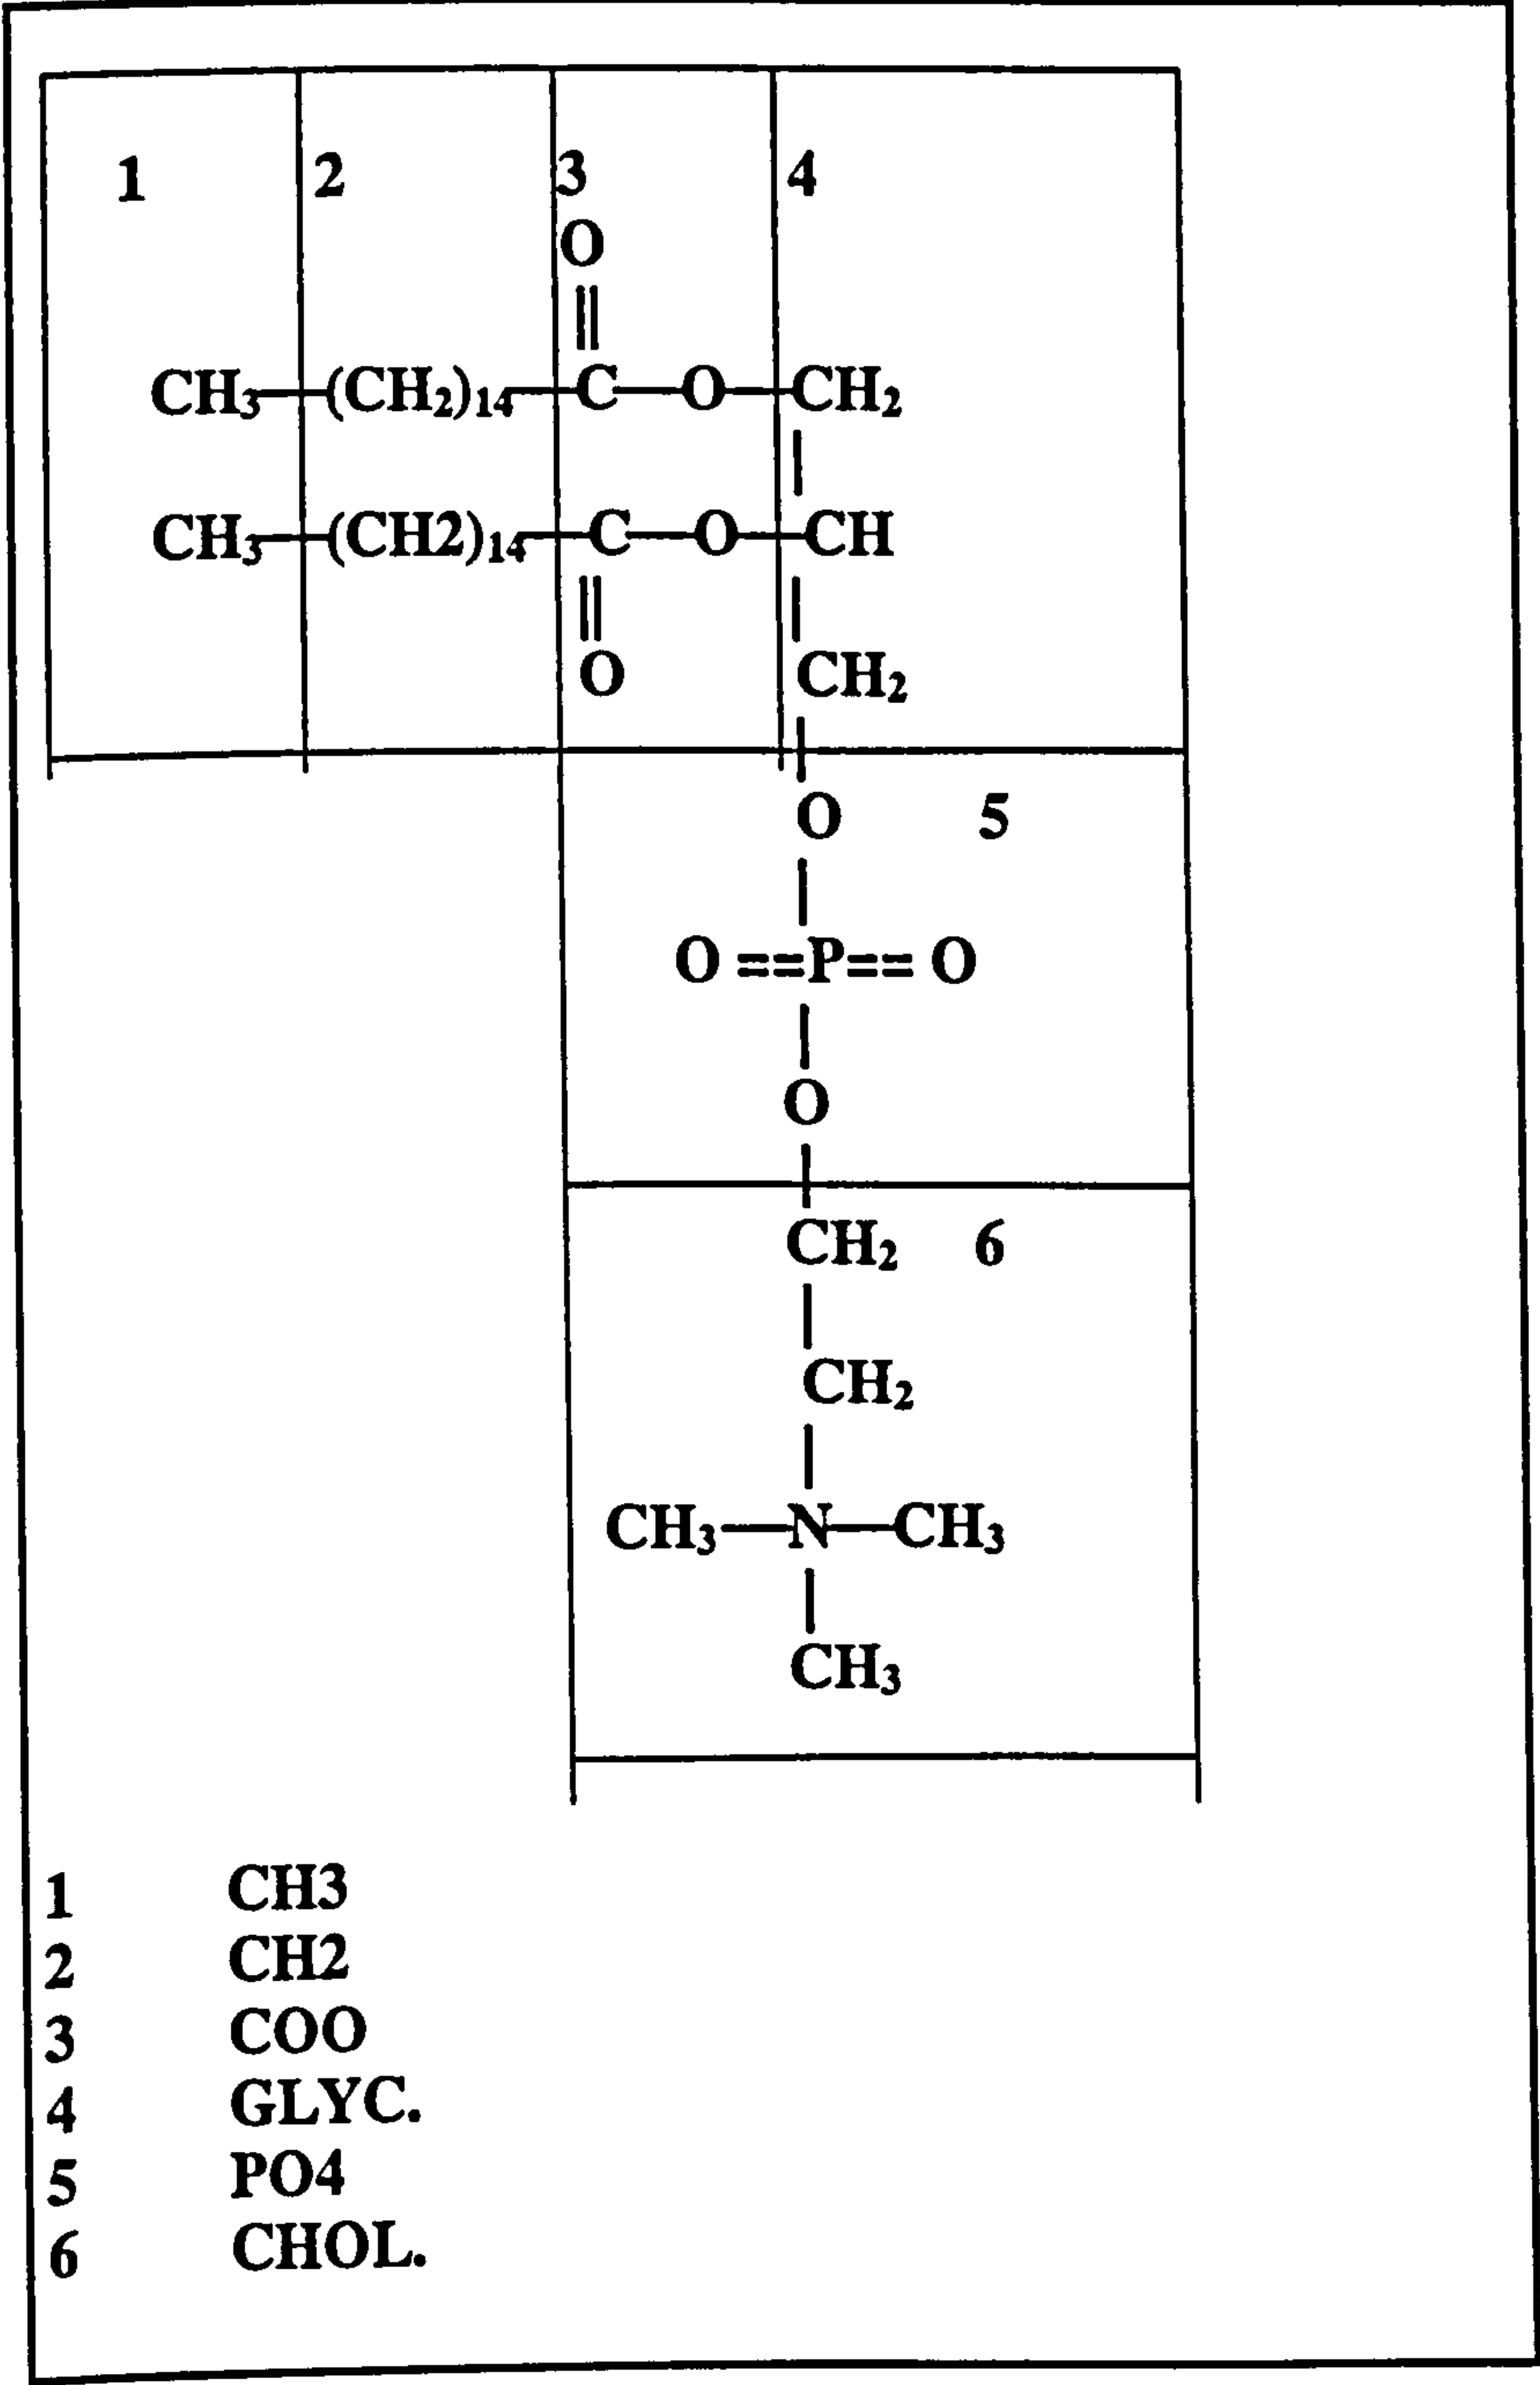 1 2 3 4
O
CH₃—(CH₂)₁₄—C—O—CH₂
CH₃—(CH2)₁₄—C—O—CH
O CH₂
O 5
O ==P== O
O
CH₂ 6
CH₂
CH₃—N—CH₃
CH₃
1 CH3
2 CH2
3 COO
4 GLYC.
5 PO4
6 CHOL.